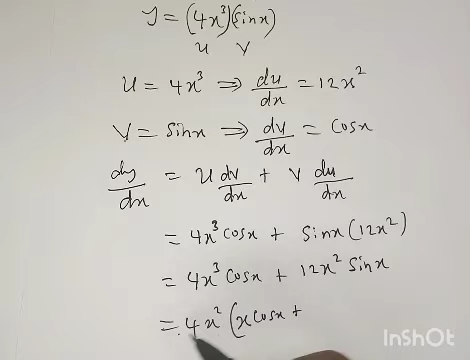 y = (4x³)(sinx)
u v
u = 4x³ ⇒ du/dx = 12x²
v = sinx ⇒ dv/dx = cosx
dy/dx = u dv/dx + v du/dx
= 4x³ cosx + sinx (12x²)
= 4x³ cosx + 12x² sinx
= 4x² (x cosx +
InShOt